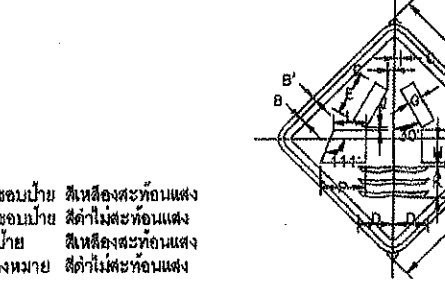 ขอบป้าย สีเหลืองสะท้อนแสง
ขอบป้าย สีดำไม่สะท้อนแสง
ป้าย สีเหลืองสะท้อนแสง
หมาย สีดำไม่สะท้อนแสง
B'
B
E
G
30°
111°
D D